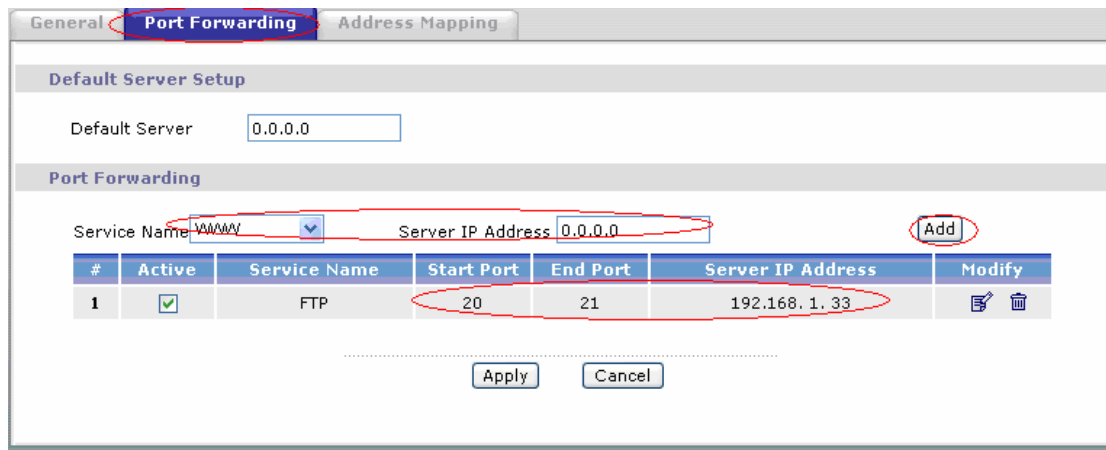 General Port Forwarding Address Mapping
Default Server Setup
Default Server 0.0.0.0
Port Forwarding
Service Name WWW Server IP Address 0.0.0.0 Add
# Active Service Name Start Port End Port Server IP Address Modify
1 FTP 20 21 192.168. 1. 33
Apply Cancel